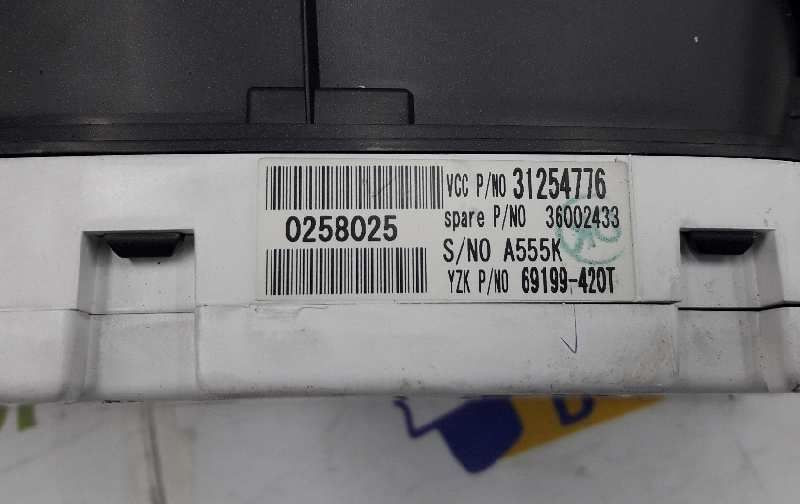 VCC P/NO 31254776
0258025
spare P/NO 36002433
S/NO A555K
YZK P/NO 69199-420T